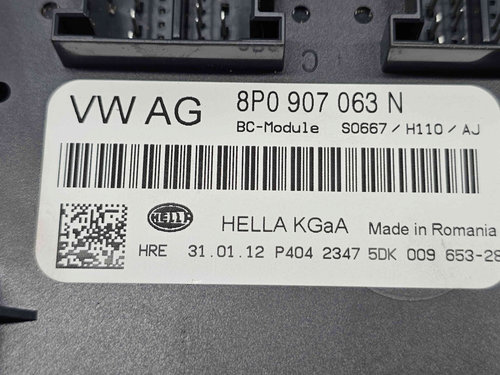 C
VW AG
8P0 907 063 N
BC-Module S0667/H110/AJ
HELLA
HELLA KGaA Made in Romania
HRE 31.01.12 P404 2347 5DK 009 653-28